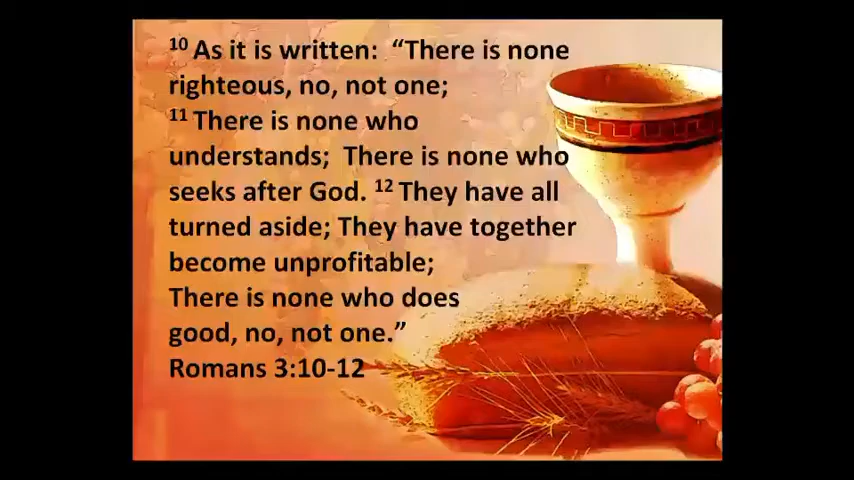 10 As it is written:  “There is none
righteous, no, not one;
11 There is none who
understands;  There is none who
seeks after God. 12 They have all
turned aside; They have together
become unprofitable;
There is none who does
good, no, not one.”
Romans 3:10-12